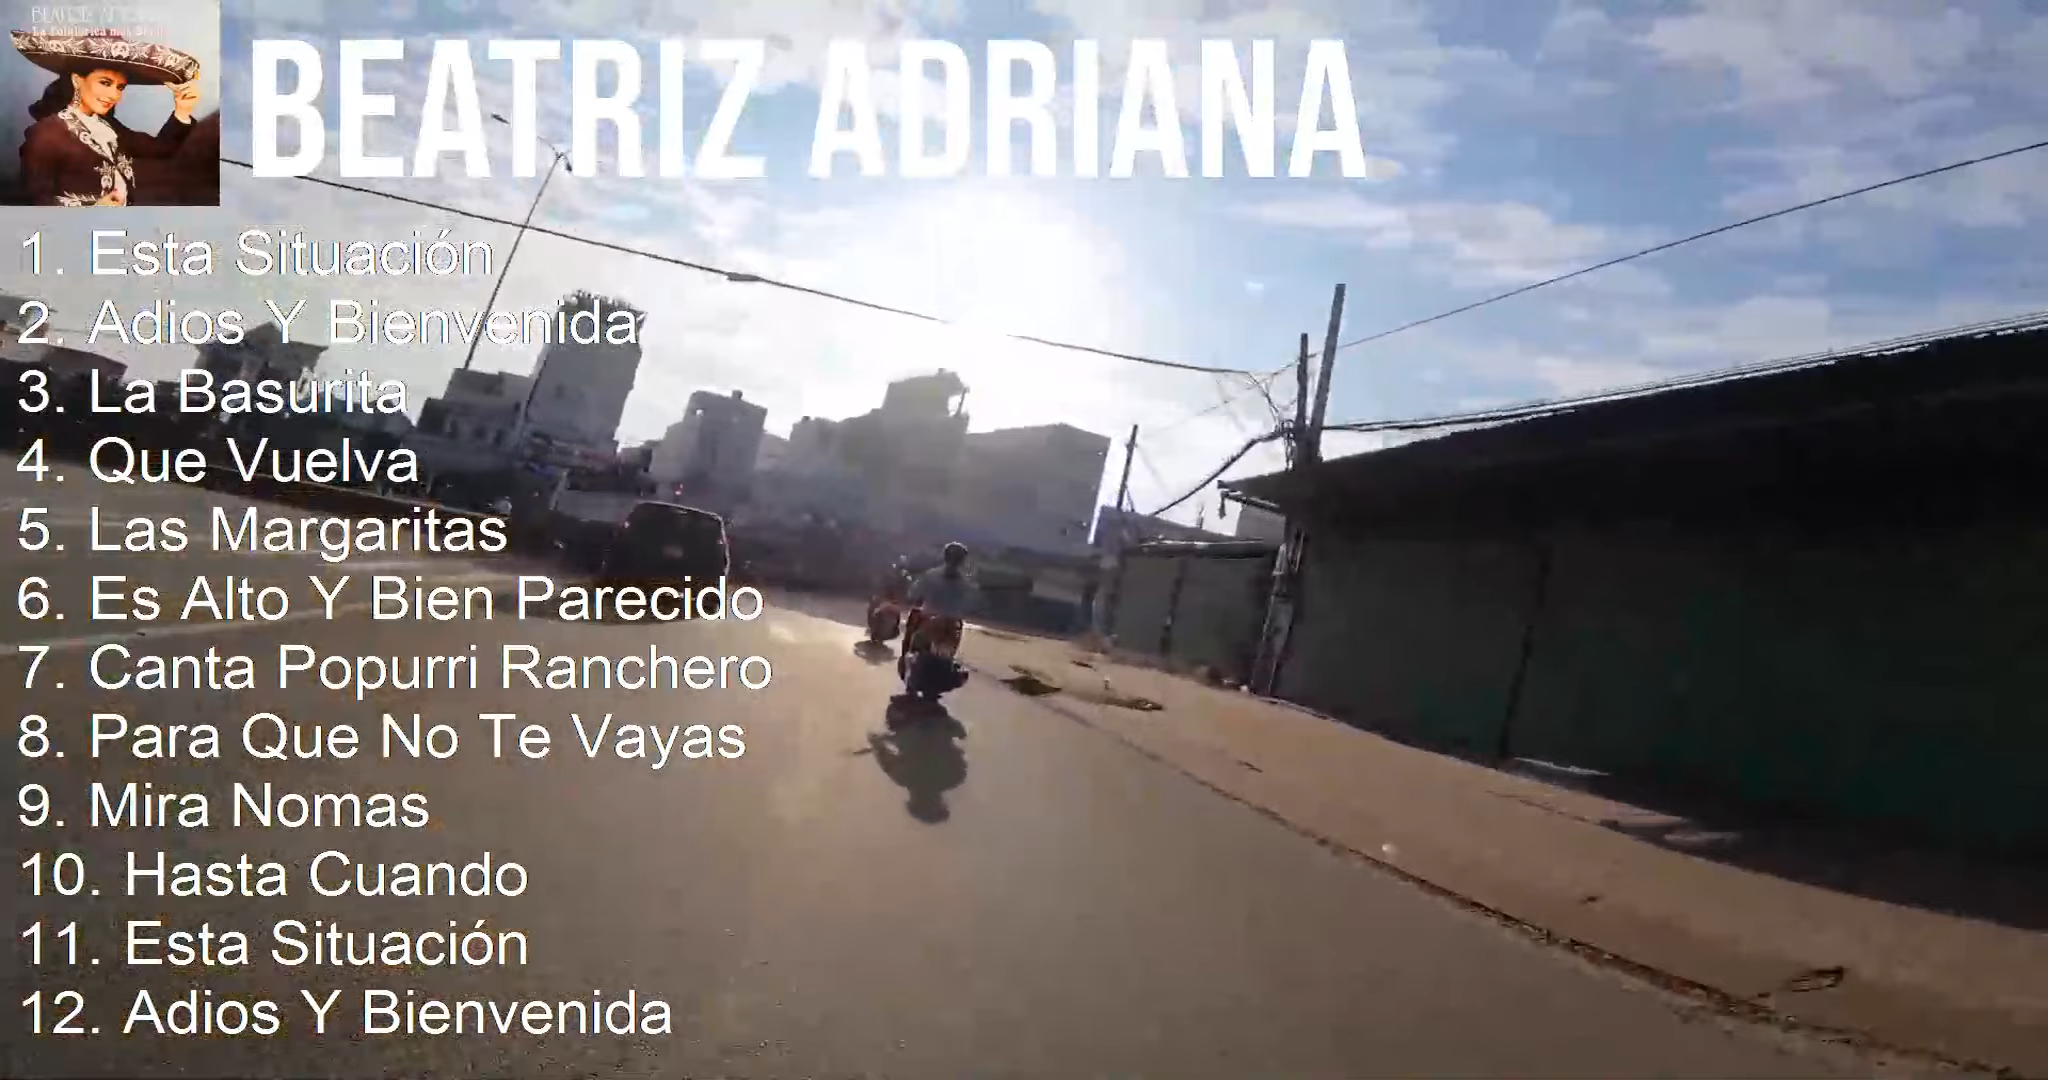 BEATRIZ ADRIANA
1. Esta Situación
2. Adios Y Bienvenida
3. La Basurita
4. Que Vuelva
5. Las Margaritas
6. Es Alto Y Bien Parecido
7. Canta Popurri Ranchero
8. Para Que No Te Vayas
9. Mira Nomas
10. Hasta Cuando
11. Esta Situación
12. Adios Y Bienvenida